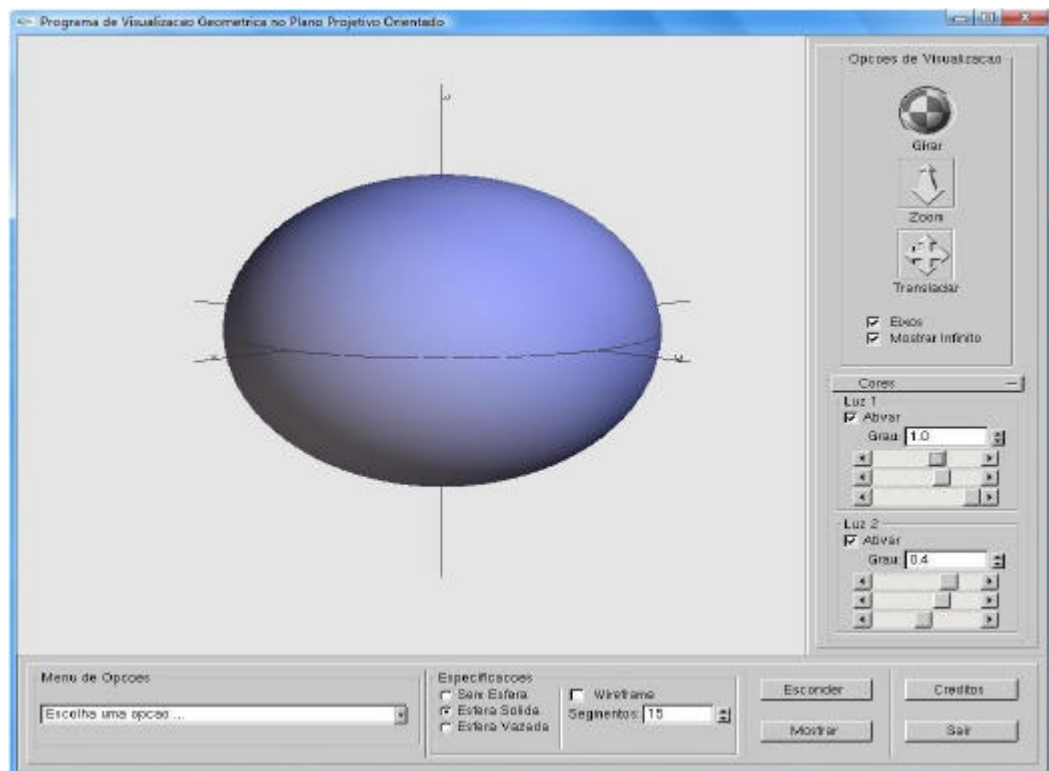 Programa de Visualizacao Geometrica no Plano Projetivo Orientado
Opcoes de Visualizacao
Girar
Zoom
Transladar
Eixos
Mostrar Infinito
Cores
Luz 1
Ativar
Grau: 1.0
Luz 2
Ativar
Grau: 0.4
Menu de Opcoes
Escolha uma opcao ...
Especificacoes
Sem Esfera
Esfera Solida
Esfera Vazada
Wireframe
Segmentos: 15
Esconder
Mostrar
Creditos
Sair